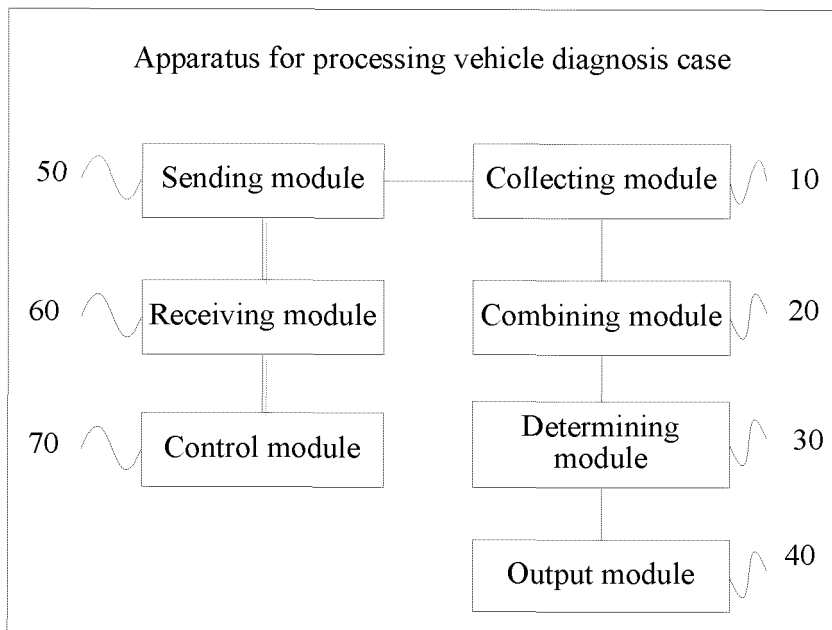 Apparatus for processing vehicle diagnosis case
50
Sending module
Collecting module
10
60
Receiving module
Combining module
20
70
Control module
Determining
module
30
Output module
40